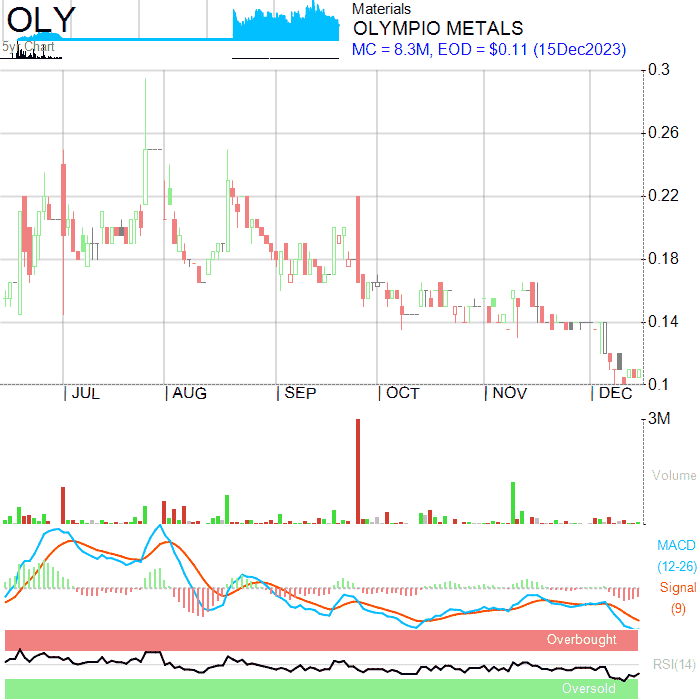 OLY
5yr Chart
Materials
OLYMPIO METALS
MC = 8.3M, EOD = $0.11 (15Dec2023)
0.3
0.26
0.22
0.18
0.14
0.1
JUL
AUG
SEP
OCT
NOV
DEC
3M
Volume
MACD
(12-26)
Signal
(9)
Overbought
RSI(14)
Oversold